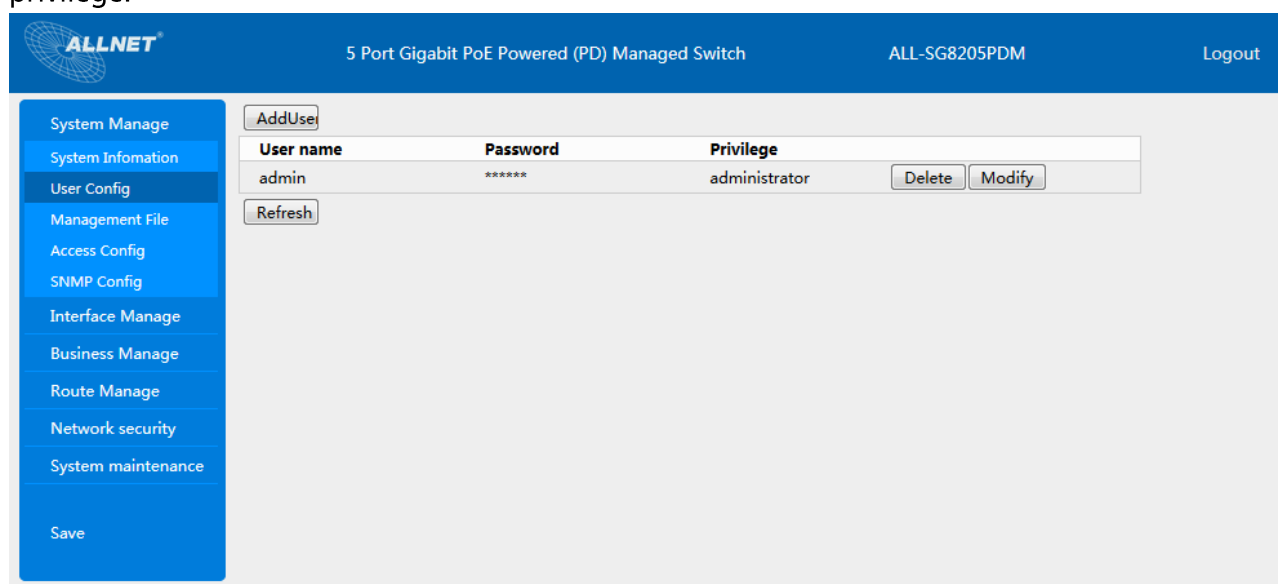 privilege.
ALLNET®
5 Port Gigabit PoE Powered (PD) Managed Switch ALL-SG8205PDM Logout
System Manage
System Infomation
User Config
Management File
Access Config
SNMP Config
Interface Manage
Business Manage
Route Manage
Network security
System maintenance
Save
AddUser
User name Password Privilege
admin ****** administrator Delete Modify
Refresh